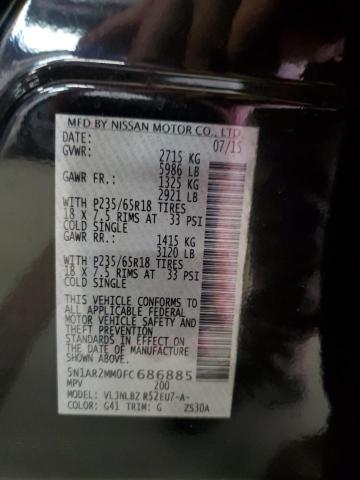 MFD BY NISSAN MOTOR CO., LTD.
DATE: 07/15
GVWR: 2715 KG
5986 LB
GAWR FR.: 1325 KG
2921 LB
WITH P235/65R18 TIRES
18 X 7.5 RIMS AT 33 PSI
COLD SINGLE
GAWR RR.: 1415 KG
3120 LB
WITH P235/65R18 TIRES
18 X 7.5 RIMS AT 33 PSI
COLD SINGLE
THIS VEHICLE CONFORMS TO
ALL APPLICABLE FEDERAL
MOTOR VEHICLE SAFETY
AND THEFT PREVENTION
STANDARDS IN EFFECT ON
THE DATE OF MANUFACTURE
SHOWN ABOVE.
5N1AR2MM0FC686885
MPV 200
VEHICLE: VLJNLBZ R52EU7-A-
COLOR: G41 TRIM: G ZS30A